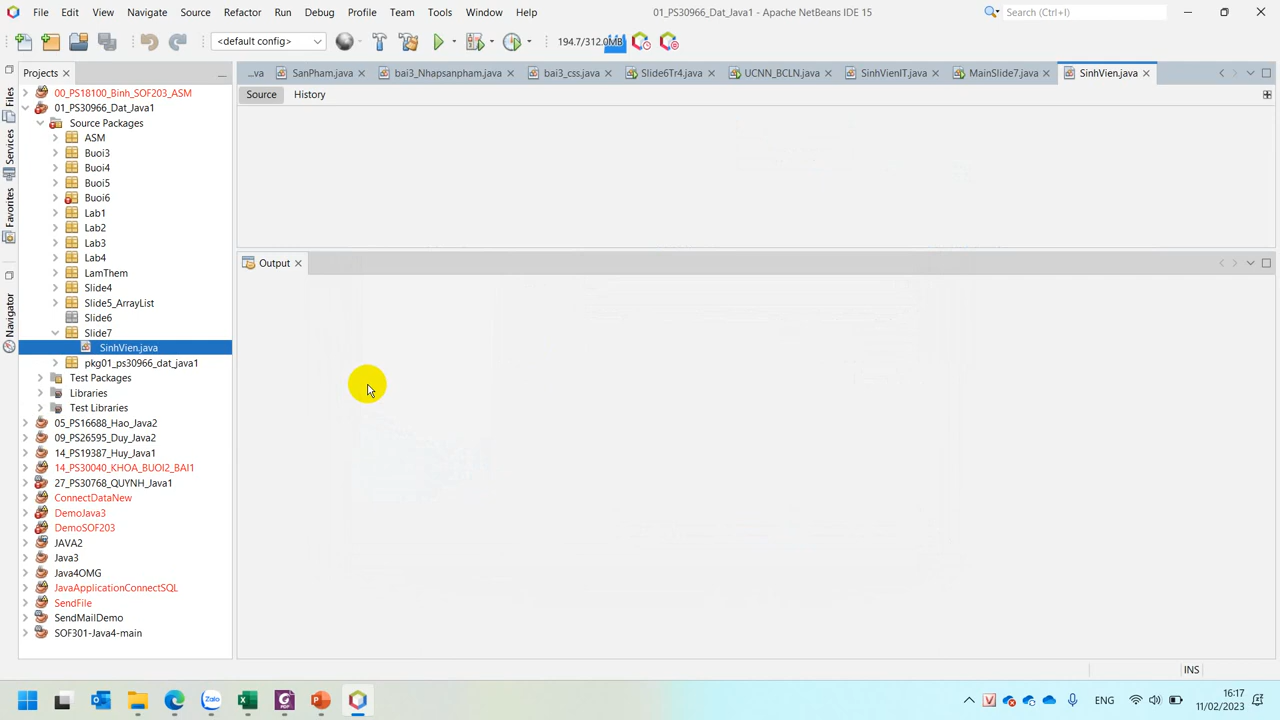 File Edit View Navigate Source Refactor Run Debug Profile Team Tools Window Help
01_PS30966_Dat_Java1 - Apache NetBeans IDE 15
Search (Ctrl+I)
<default config>
194.7/312.0MB
Projects
...va SanPham.java bai3_Nhapsanpham.java bai3_css.java Slide6Tr4.java UCNN_BCLN.java SinhVienIT.java MainSlide7.java SinhVien.java
Source History
Files
Services
Favorites
Navigator
00_PS18100_Binh_SOF203_ASM
01_PS30966_Dat_Java1
Source Packages
ASM
Buoi3
Buoi4
Buoi5
Buoi6
Lab1
Lab2
Lab3
Lab4
LamThem
Slide4
Slide5_ArrayList
Slide6
Slide7
SinhVien.java
pkg01_ps30966_dat_java1
Test Packages
Libraries
Test Libraries
05_PS16688_Hao_Java2
09_PS26595_Duy_Java2
14_PS19387_Huy_Java1
14_PS30040_KHOA_BUOI2_BAI1
27_PS30768_QUYNH_Java1
ConnectDataNew
DemoJava3
DemoSOF203
JAVA2
Java3
Java4OMG
JavaApplicationConnectSQL
SendFile
SendMailDemo
SOF301-Java4-main
Output
INS
Zalo
ENG
16:17
11/02/2023